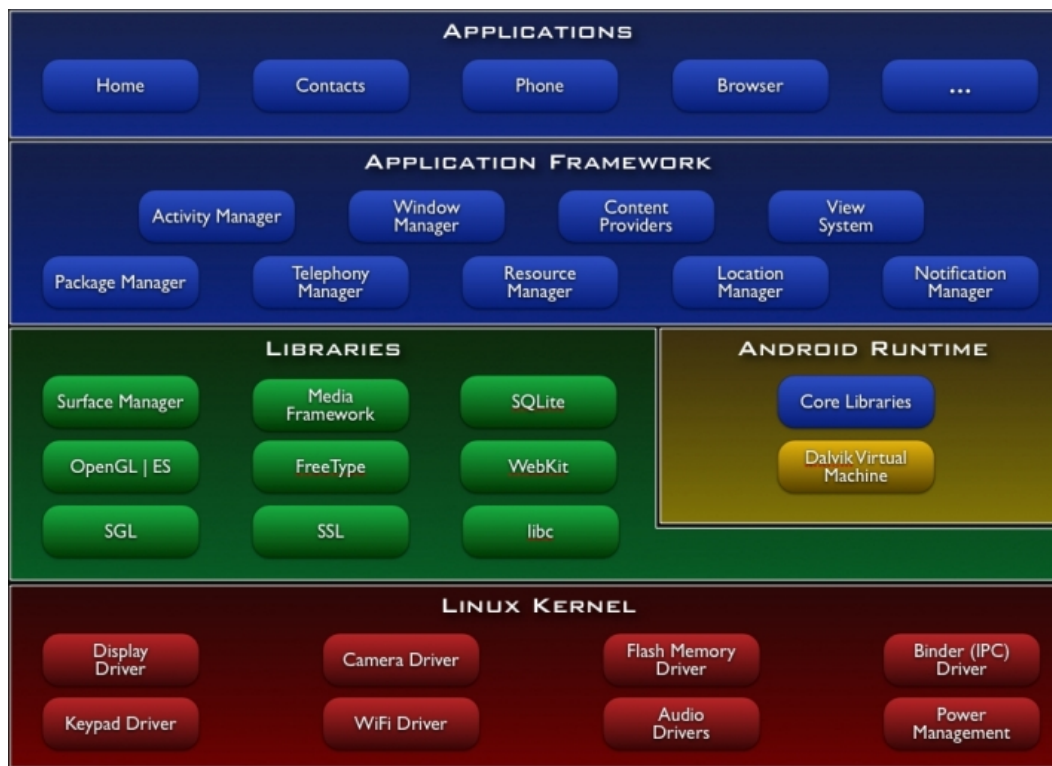 APPLICATIONS
Home
Contacts
Phone
Browser
...
APPLICATION FRAMEWORK
Activity Manager
Window
Manager
Content
Providers
View
System
Package Manager
Telephony
Manager
Resource
Manager
Location
Manager
Notification
Manager
LIBRARIES
Surface Manager
Media
Framework
SQLite
OpenGL | ES
FreeType
WebKit
SGL
SSL
libc
ANDROID RUNTIME
Core Libraries
Dalvik Virtual
Machine
LINUX KERNEL
Display
Driver
Camera Driver
Flash Memory
Driver
Binder (IPC)
Driver
Keypad Driver
WiFi Driver
Audio
Drivers
Power
Management